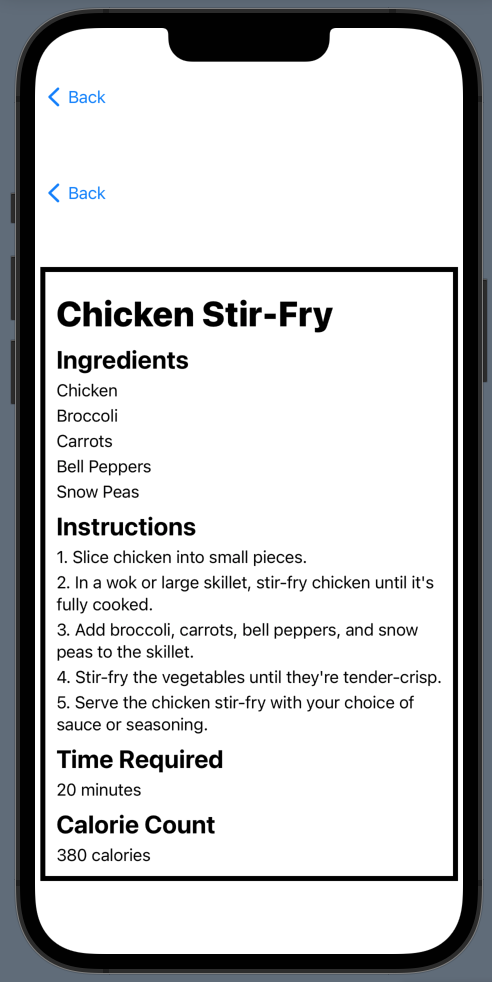 Back
Back
Chicken Stir-Fry
Ingredients
Chicken
Broccoli
Carrots
Bell Peppers
Snow Peas
Instructions
1. Slice chicken into small pieces.
2. In a wok or large skillet, stir-fry chicken until it's
fully cooked.
3. Add broccoli, carrots, bell peppers, and snow
peas to the skillet.
4. Stir-fry the vegetables until they're tender-crisp.
5. Serve the chicken stir-fry with your choice of
sauce or seasoning.
Time Required
20 minutes
Calorie Count
380 calories